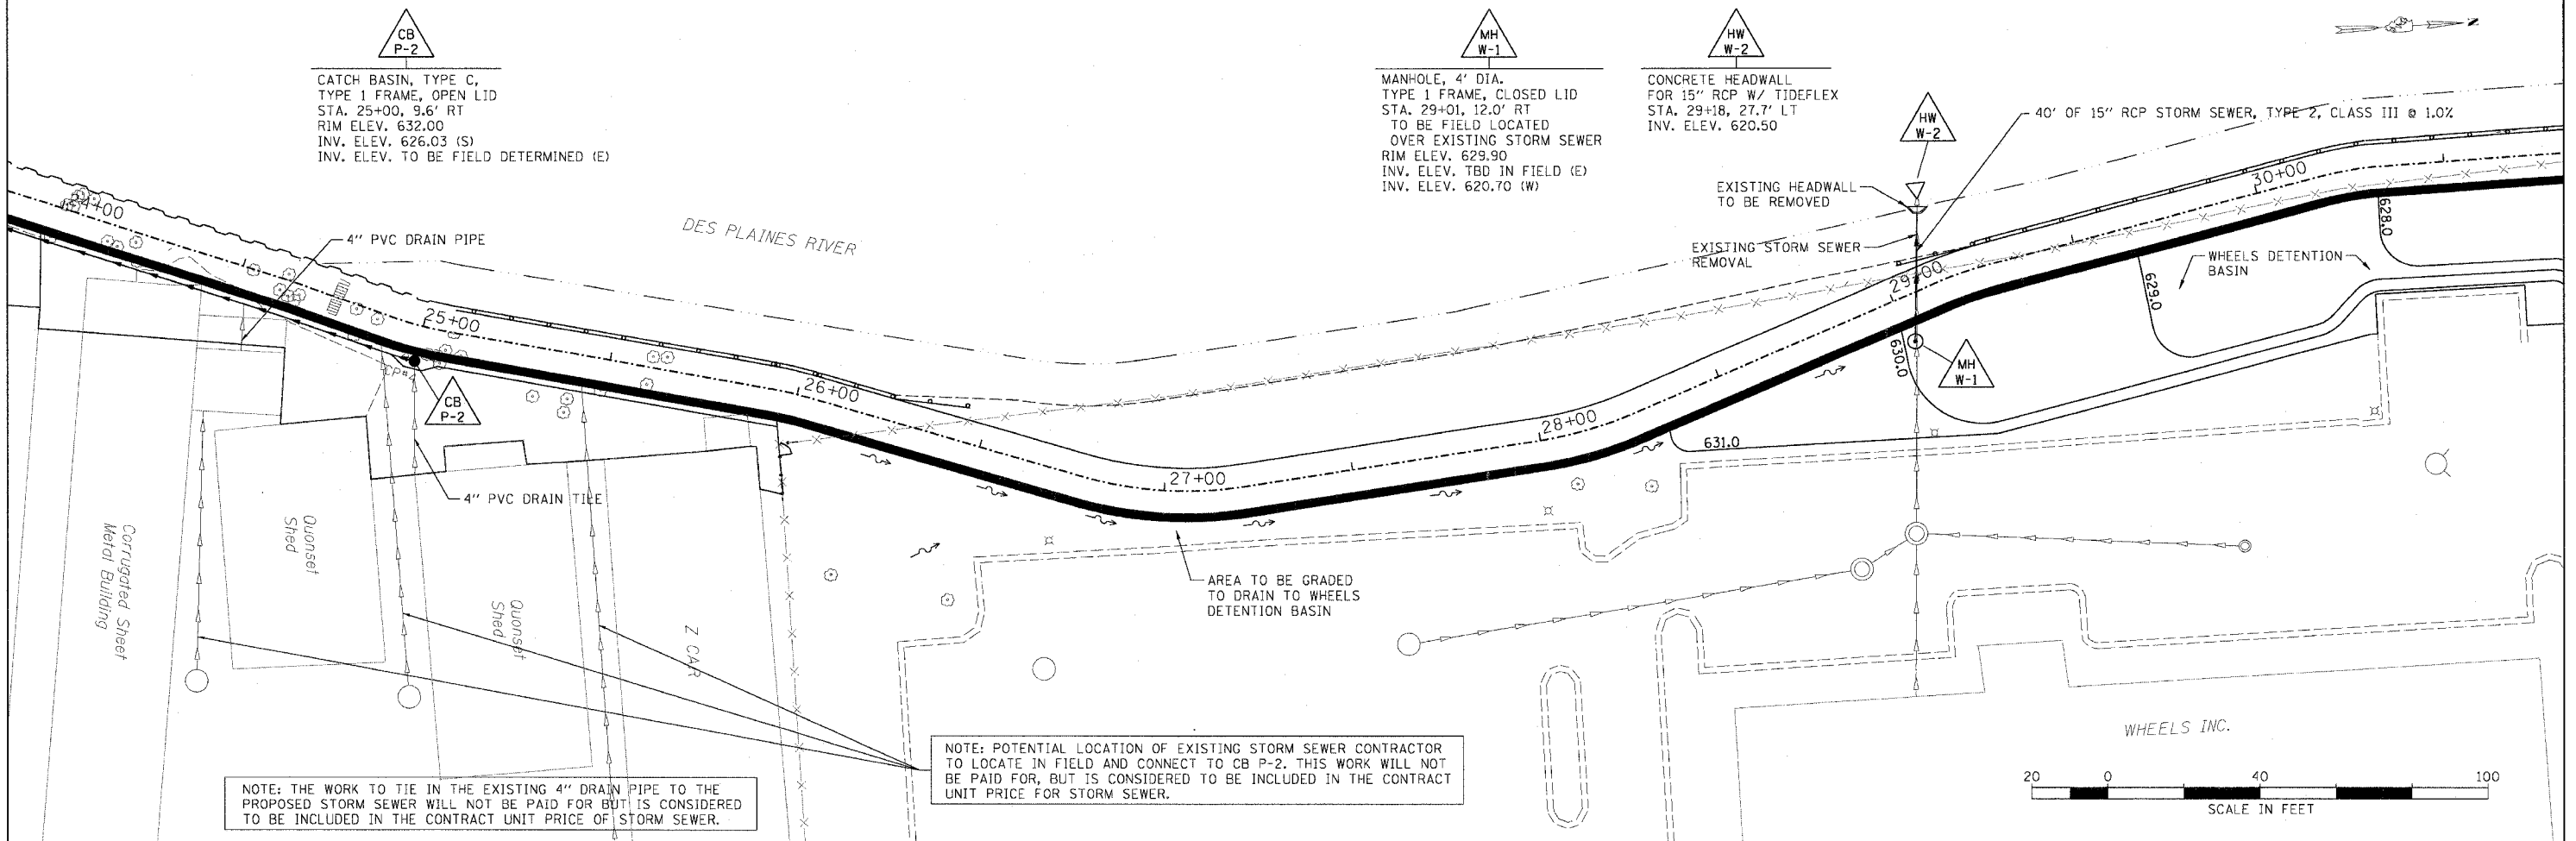 CB
P-2
CATCH BASIN, TYPE C,
TYPE 1 FRAME, OPEN LID
STA. 25+00, 9.6' RT
RIM ELEV. 632.00
INV. ELEV. 626.03 (S)
INV. ELEV. TO BE FIELD DETERMINED (E)
MH
W-1
MANHOLE, 4' DIA.
TYPE 1 FRAME, CLOSED LID
STA. 29+01, 12.0' RT
TO BE FIELD LOCATED
OVER EXISTING STORM SEWER
RIM ELEV. 629.90
INV. ELEV. TBD IN FIELD (E)
INV. ELEV. 620.70 (W)
HW
W-2
CONCRETE HEADWALL
FOR 15" RCP W/ TIDEFLEX
STA. 29+18, 27.7' LT
INV. ELEV. 620.50
Z
HW
W-2
40' OF 15" RCP STORM SEWER, TYPE 2, CLASS III @ 1.0%
EXISTING HEADWALL
TO BE REMOVED
EXISTING STORM SEWER
REMOVAL
DES PLAINES RIVER
4" PVC DRAIN PIPE
24+00
25+00
26+00
27+00
28+00
29+00
30+00
628.0
629.0
630.0
631.0
WHEELS DETENTION
BASIN
MH
W-1
CP#4
CB
P-2
4" PVC DRAIN TILE
Corrugated Sheet
Metal Building
Quonset
Shed
Quonset
Shed
Z CAR
AREA TO BE GRADED
TO DRAIN TO WHEELS
DETENTION BASIN
WHEELS INC.
NOTE: POTENTIAL LOCATION OF EXISTING STORM SEWER CONTRACTOR
TO LOCATE IN FIELD AND CONNECT TO CB P-2. THIS WORK WILL NOT
BE PAID FOR, BUT IS CONSIDERED TO BE INCLUDED IN THE CONTRACT
UNIT PRICE FOR STORM SEWER.
NOTE: THE WORK TO TIE IN THE EXISTING 4" DRAIN PIPE TO THE
PROPOSED STORM SEWER WILL NOT BE PAID FOR BUT IS CONSIDERED
TO BE INCLUDED IN THE CONTRACT UNIT PRICE OF STORM SEWER.
20 0 40 100
SCALE IN FEET